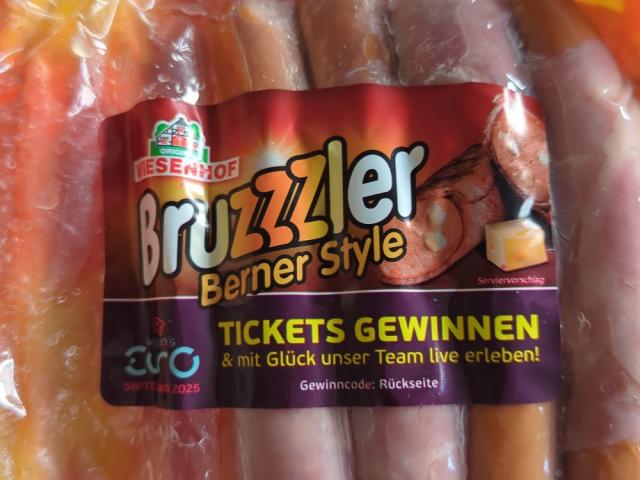 ORIGINAL
WIESENHOF
Bruzzzler
Berner Style
Serviervorschlag
TICKETS GEWINNEN
& mit Glück unser Team live erleben!
women's
EURO
SWITZERLAND 2025
Gewinncode: Rückseite